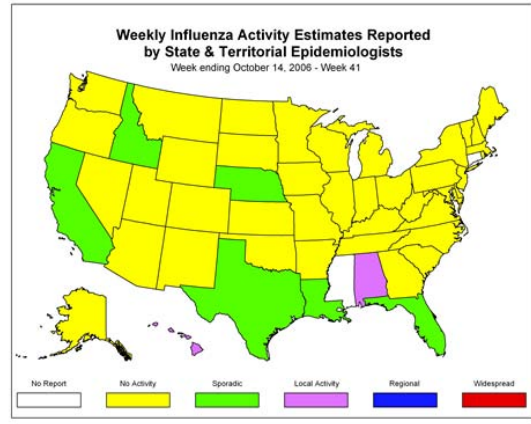 Weekly Influenza Activity Estimates Reported
by State & Territorial Epidemiologists
Week ending October 14, 2006 - Week 41
No Report
No Activity
Sporadic
Local Activity
Regional
Widespread